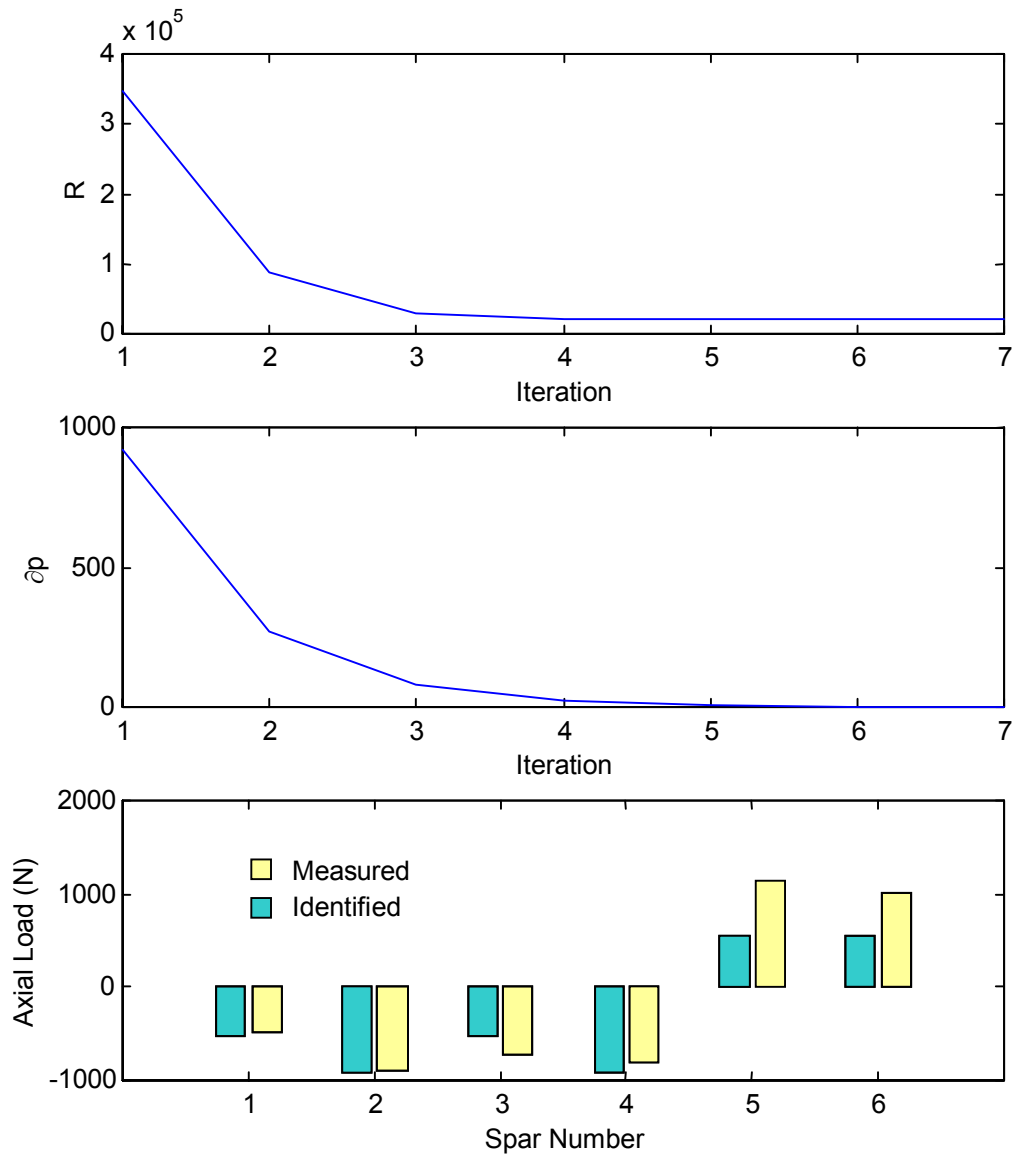 x 10⁵
4
3
2
1
0
R
1 2 3 4 5 6 7
Iteration
1000
500
0
∂p
1 2 3 4 5 6 7
Iteration
2000
1000
0
-1000
Axial Load (N)
Measured
Identified
1 2 3 4 5 6
Spar Number